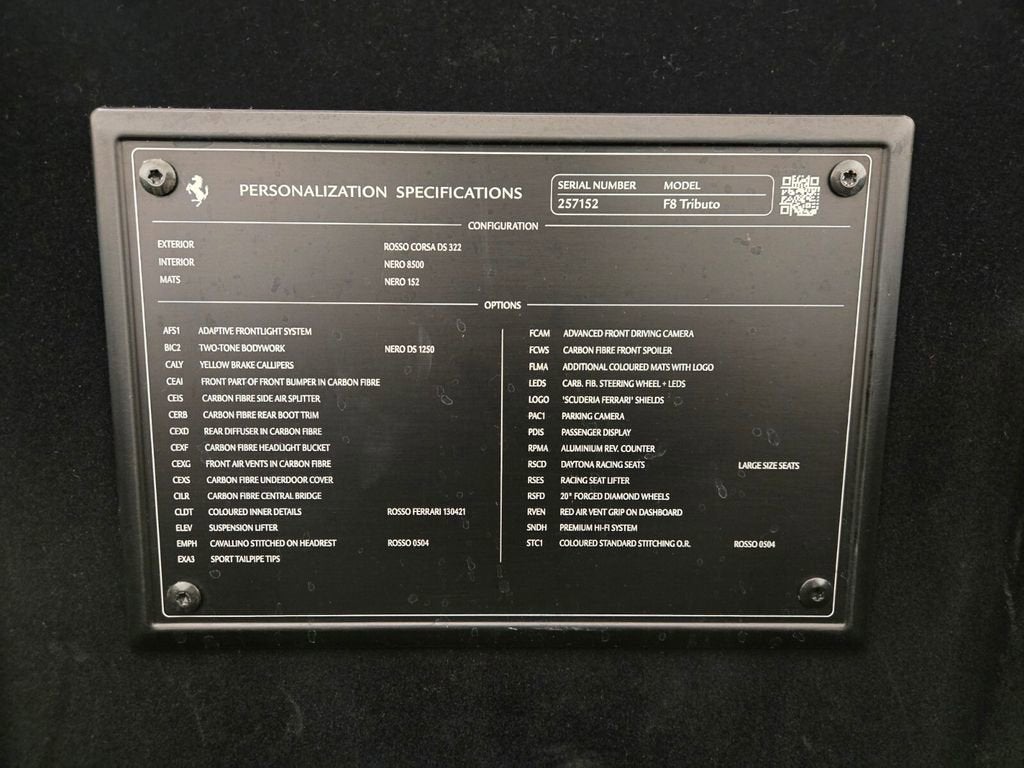 PERSONALIZATION SPECIFICATIONS
SERIAL NUMBER MODEL
257152 F8 Tributo
CONFIGURATION
EXTERIOR ROSSO CORSA DS 322
INTERIOR NERO 8500
MATS NERO 152
OPTIONS
AFS1 ADAPTIVE FRONTLIGHT SYSTEM
BIC2 TWO-TONE BODYWORK NERO DS 1250
CALY YELLOW BRAKE CALLIPERS
CEAI FRONT PART OF FRONT BUMPER IN CARBON FIBRE
CEIS CARBON FIBRE SIDE AIR SPLITTER
CERB CARBON FIBRE REAR BOOT TRIM
CEXD REAR DIFFUSER IN CARBON FIBRE
CEXF CARBON FIBRE HEADLIGHT BUCKET
CEXG FRONT AIR VENTS IN CARBON FIBRE
CEXS CARBON FIBRE UNDERDOOR COVER
CILR CARBON FIBRE CENTRAL BRIDGE
CLDT COLOURED INNER DETAILS ROSSO FERRARI 130421
ELEV SUSPENSION LIFTER
EMPH CAVALLINO STITCHED ON HEADREST ROSSO 0504
EXA3 SPORT TAILPIPE TIPS
FCAM ADVANCED FRONT DRIVING CAMERA
FCWS CARBON FIBRE FRONT SPOILER
FLMA ADDITIONAL COLOURED MATS WITH LOGO
LEDS CARB. FIB. STEERING WHEEL + LEDS
LOGO 'SCUDERIA FERRARI' SHIELDS
PAC1 PARKING CAMERA
PDIS PASSENGER DISPLAY
RPMA ALUMINIUM REV. COUNTER
RSCD DAYTONA RACING SEATS LARGE SIZE SEATS
RSES RACING SEAT LIFTER
RSFD 20" FORGED DIAMOND WHEELS
RVEN RED AIR VENT GRIP ON DASHBOARD
SNDH PREMIUM HI-FI SYSTEM
STC1 COLOURED STANDARD STITCHING O.R. ROSSO 0504